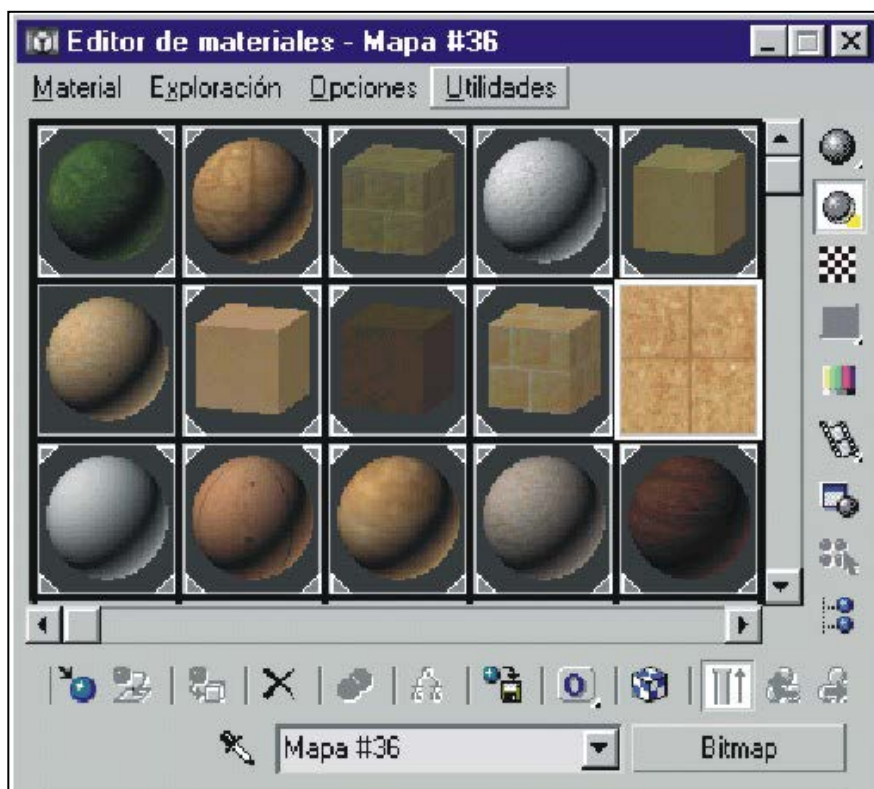 Editor de materiales - Mapa #36
Material Exploración Opciones Utilidades
Mapa #36
Bitmap